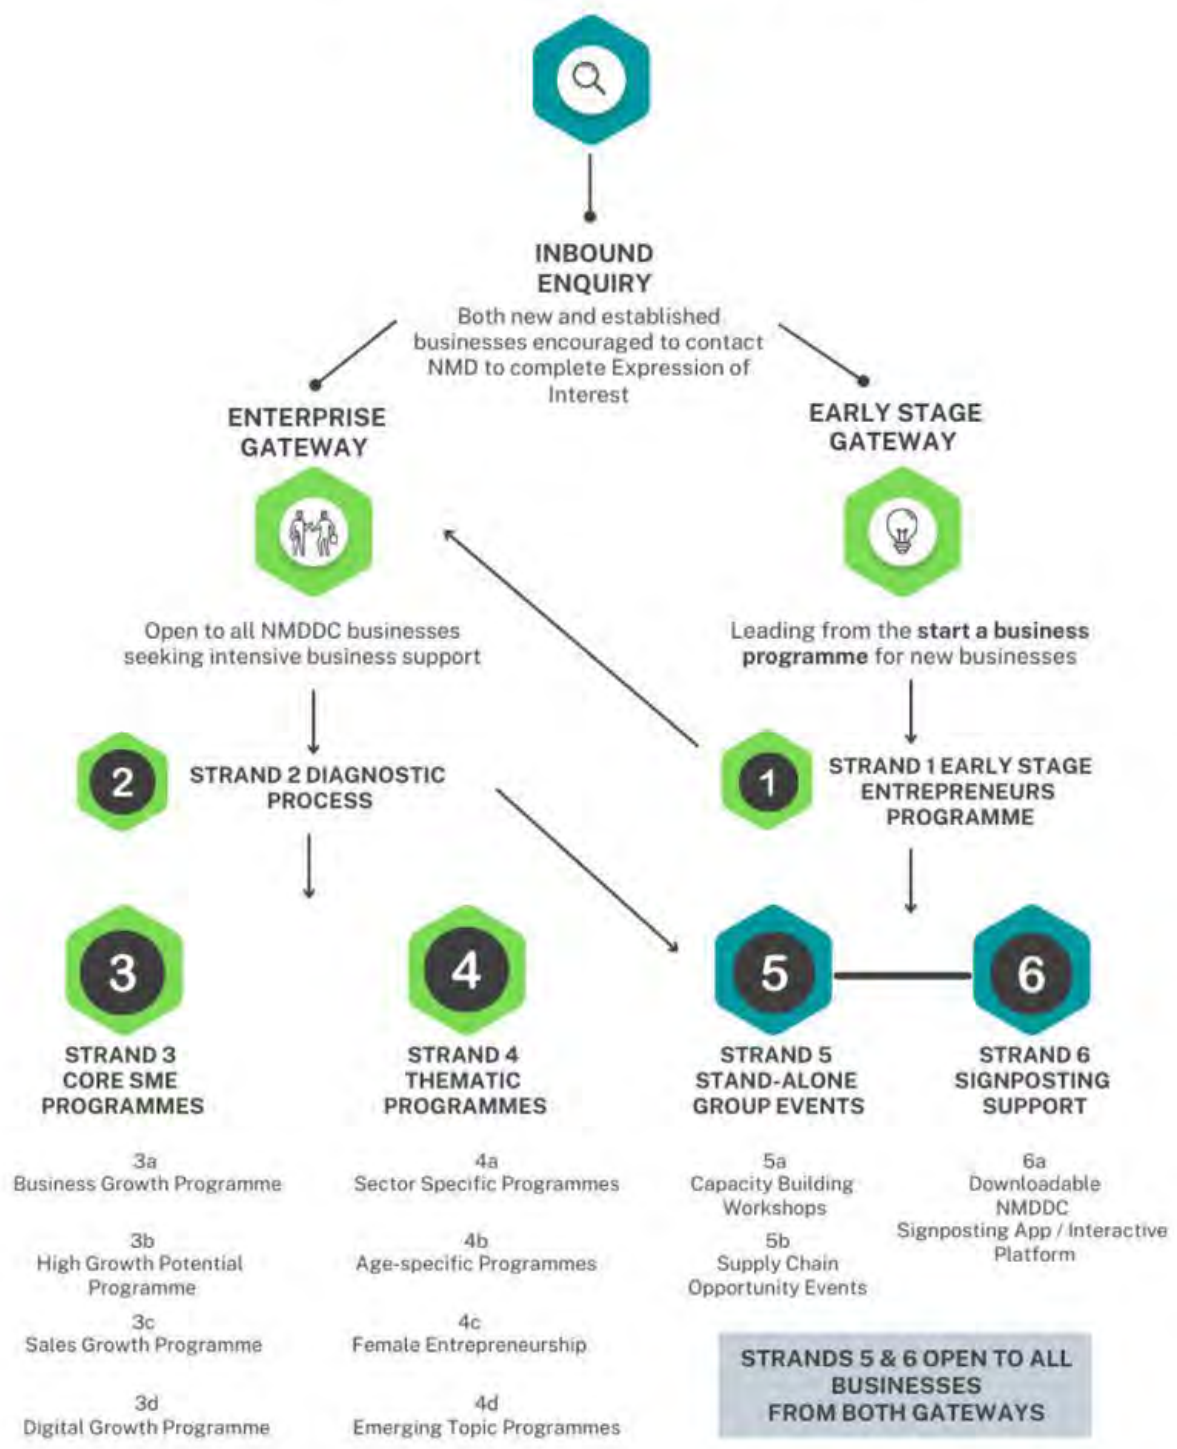 INBOUND
ENQUIRY
Both new and established
businesses encouraged to contact
NMD to complete Expression of
Interest
ENTERPRISE
GATEWAY
EARLY STAGE
GATEWAY
Open to all NMDDC businesses
seeking intensive business support
Leading from the start a business
programme for new businesses
2
STRAND 2 DIAGNOSTIC
PROCESS
1
STRAND 1 EARLY STAGE
ENTREPRENEURS
PROGRAMME
3
STRAND 3
CORE SME
PROGRAMMES
3a
Business Growth Programme
3b
High Growth Potential
Programme
3c
Sales Growth Programme
3d
Digital Growth Programme
4
STRAND 4
THEMATIC
PROGRAMMES
4a
Sector Specific Programmes
4b
Age-specific Programmes
4c
Female Entrepreneurship
4d
Emerging Topic Programmes
5
STRAND 5
STAND-ALONE
GROUP EVENTS
5a
Capacity Building
Workshops
5b
Supply Chain
Opportunity Events
6
STRAND 6
SIGNPOSTING
SUPPORT
6a
Downloadable
NMDDC
Signposting App / Interactive
Platform
STRANDS 5 & 6 OPEN TO ALL
BUSINESSES
FROM BOTH GATEWAYS